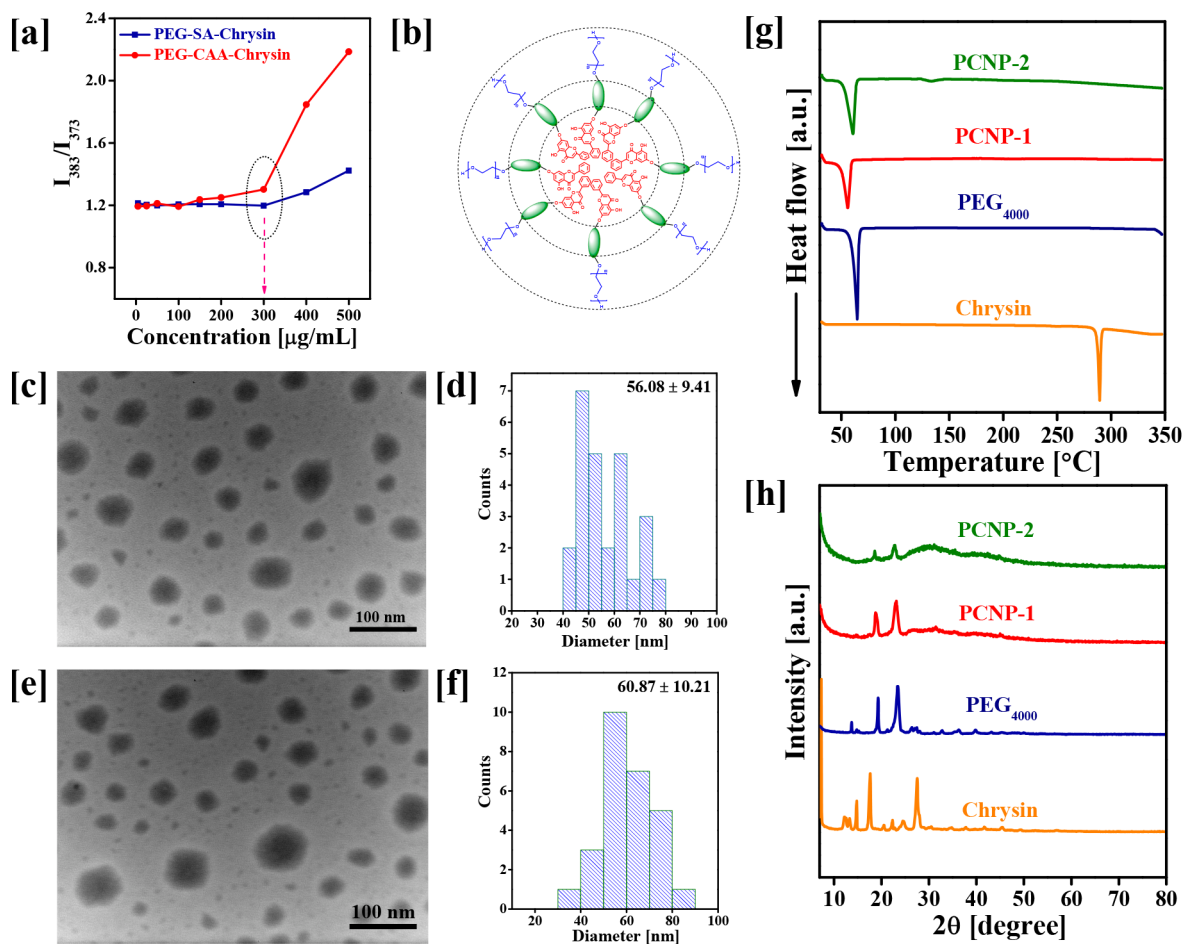 [a]
2.4
2.0
1.6
1.2
0.8
I383/I373
PEG-SA-Chrysin
PEG-CAA-Chrysin
0
100
200
300
400
500
Concentration [µg/mL]
[b]
[c]
100 nm
[d]
56.08 ± 9.41
7
6
5
4
3
2
1
0
Counts
20
30
40
50
60
70
80
90
100
Diameter [nm]
[e]
100 nm
[f]
60.87 ± 10.21
12
10
8
6
4
2
0
Counts
20
40
60
80
100
Diameter [nm]
[g]
Heat flow [a.u.]
PCNP-2
PCNP-1
PEG4000
Chrysin
50
100
150
200
250
300
350
Temperature [°C]
[h]
Intensity [a.u.]
PCNP-2
PCNP-1
PEG4000
Chrysin
10
20
30
40
50
60
70
80
2θ [degree]